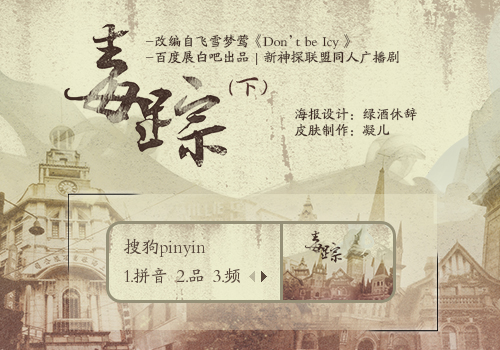 -改编自飞雪梦莺《Don't be Icy 》
-百度展白吧出品 | 新神探联盟同人广播剧
毒踪
(下)
海报设计：绿酒休辞
皮肤制作：凝儿
搜狗pinyin
1.拼音 2.品 3.频
毒踪